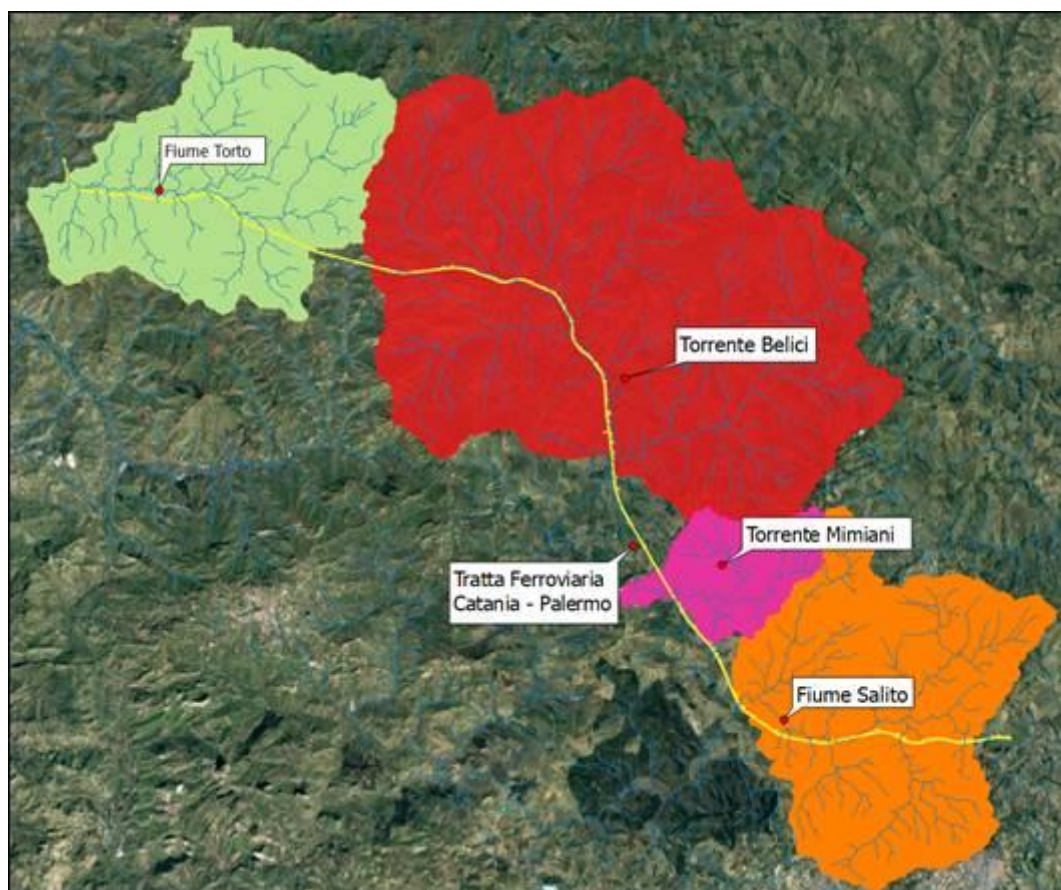 Fiume Torto
Torrente Belici
Torrente Mimiani
Tratta Ferroviaria
Catania - Palermo
Fiume Salito